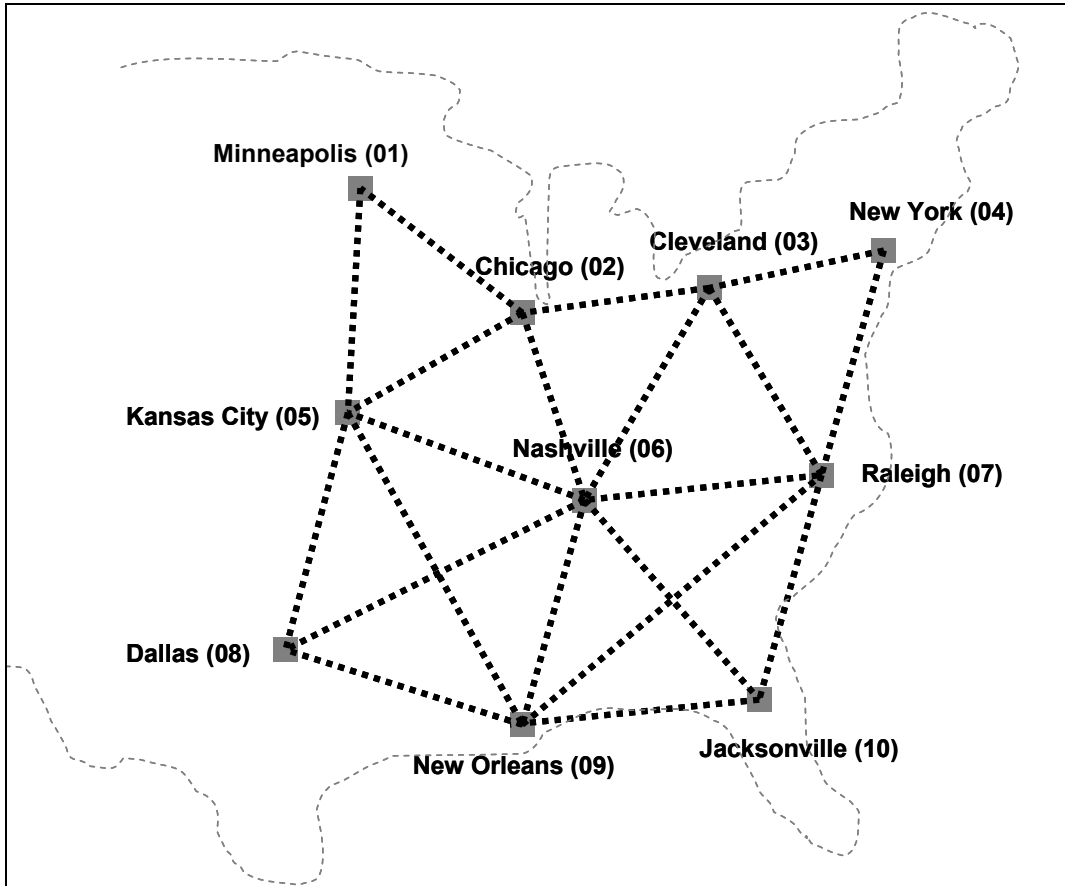 Minneapolis (01)
New York (04)
Cleveland (03)
Chicago (02)
Kansas City (05)
Nashville (06)
Raleigh (07)
Dallas (08)
Jacksonville (10)
New Orleans (09)